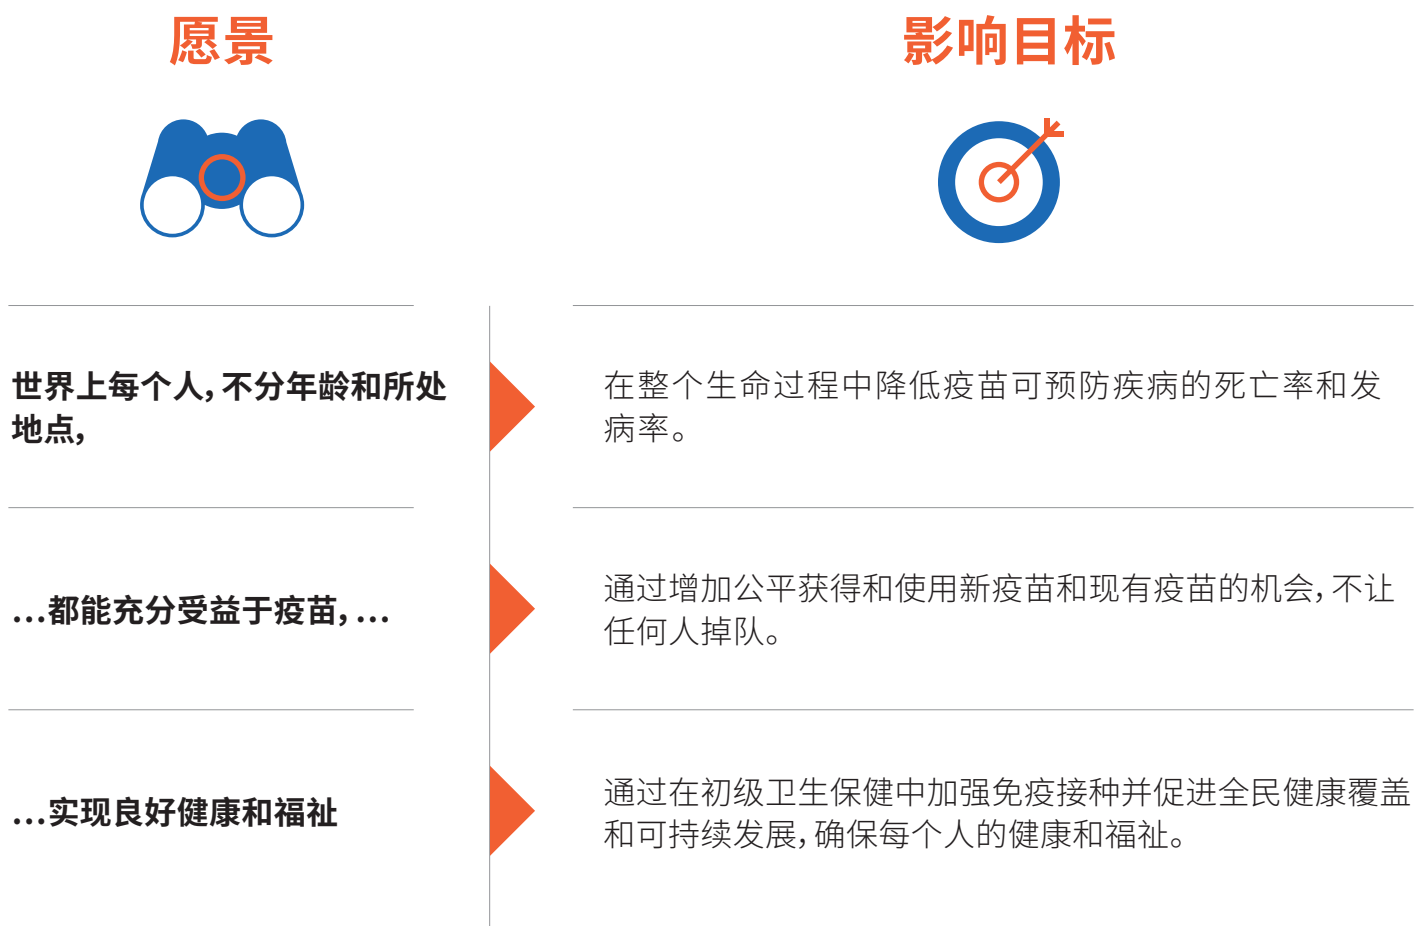 愿景
影响目标
世界上每个人，不分年龄和所处
地点，
在整个生命过程中降低疫苗可预防疾病的死亡率和发
病率。
…都能充分受益于疫苗，…
通过增加公平获得和使用新疫苗和现有疫苗的机会，不让
任何人掉队。
…实现良好健康和福祉
通过在初级卫生保健中加强免疫接种并促进全民健康覆盖
和可持续发展，确保每个人的健康和福祉。